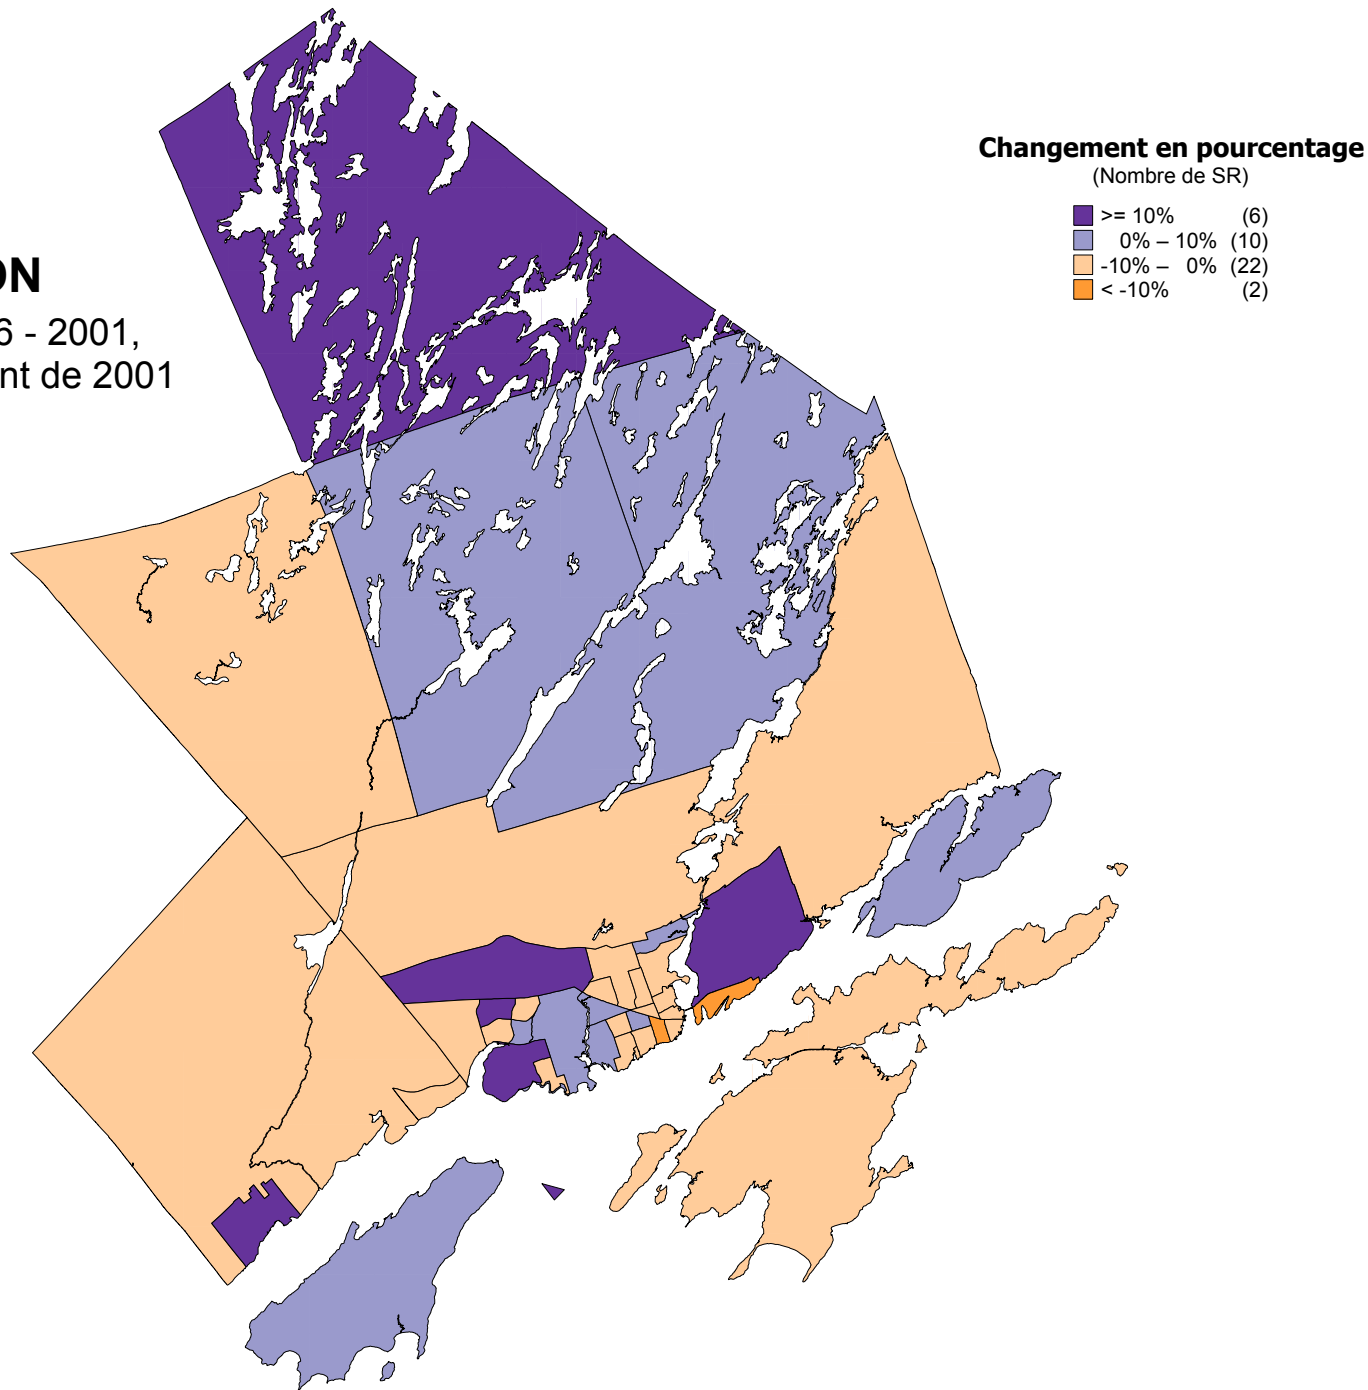 ON
6 - 2001,
nt de 2001
Changement en pourcentage
(Nombre de SR)
>= 10% (6)
0% – 10% (10)
-10% – 0% (22)
< -10% (2)